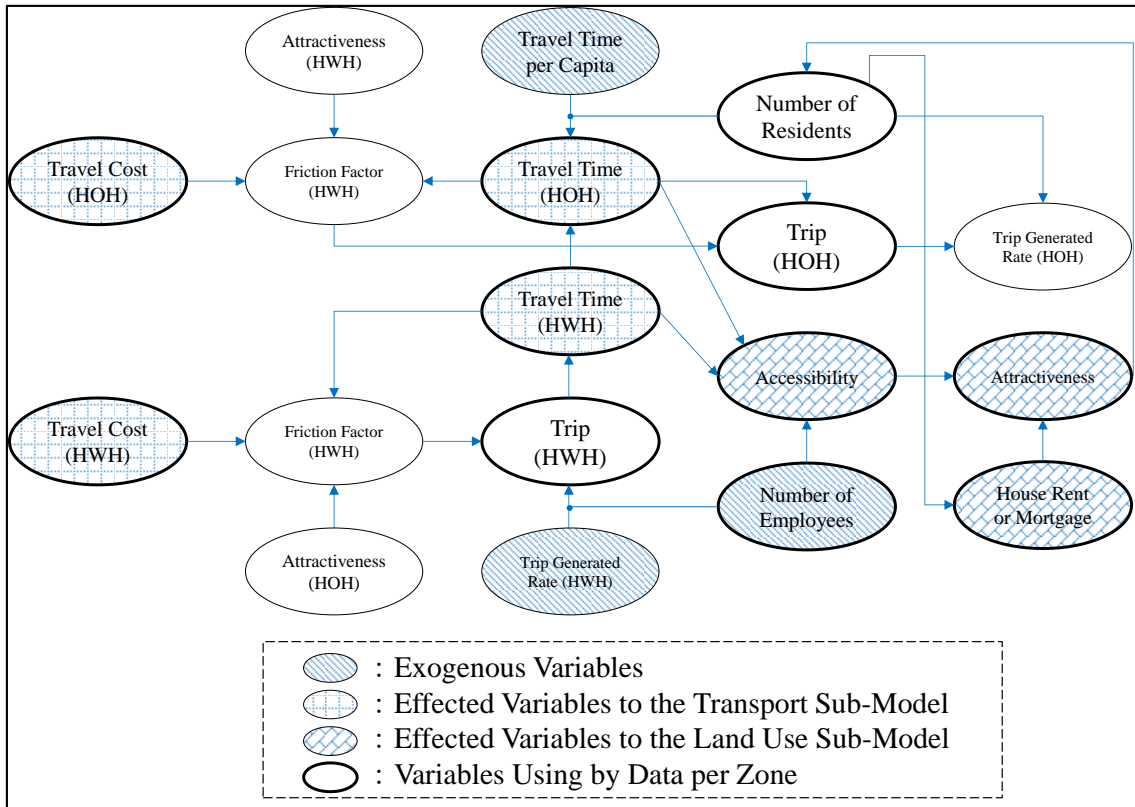 Attractiveness
(HWH)
Travel Time
per Capita
Number of
Residents
Travel Cost
(HOH)
Friction Factor
(HWH)
Travel Time
(HOH)
Trip
(HOH)
Trip Generated
Rate (HOH)
Travel Time
(HWH)
Accessibility
Attractiveness
Travel Cost
(HWH)
Friction Factor
(HWH)
Trip
(HWH)
Number of
Employees
House Rent
or Mortgage
Attractiveness
(HOH)
Trip Generated
Rate (HWH)
: Exogenous Variables
: Effected Variables to the Transport Sub-Model
: Effected Variables to the Land Use Sub-Model
: Variables Using by Data per Zone